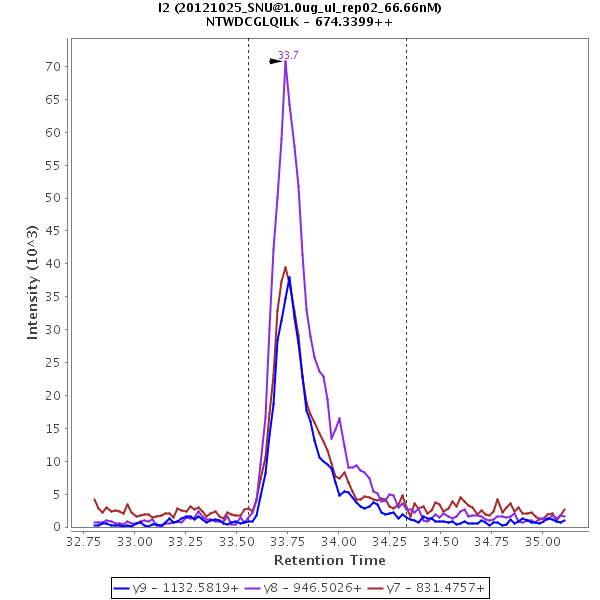 I2 (20121025_SNU@1.0ug_ul_rep02_66.66nM)
NTWDCGLQILK - 674.3399++
33.7
70
65
60
55
50
45
40
35
30
25
20
15
10
5
0
Intensity (10^3)
32.75 33.00 33.25 33.50 33.75 34.00 34.25 34.50 34.75 35.00
Retention Time
y9 - 1132.5819+ y8 - 946.5026+ y7 - 831.4757+